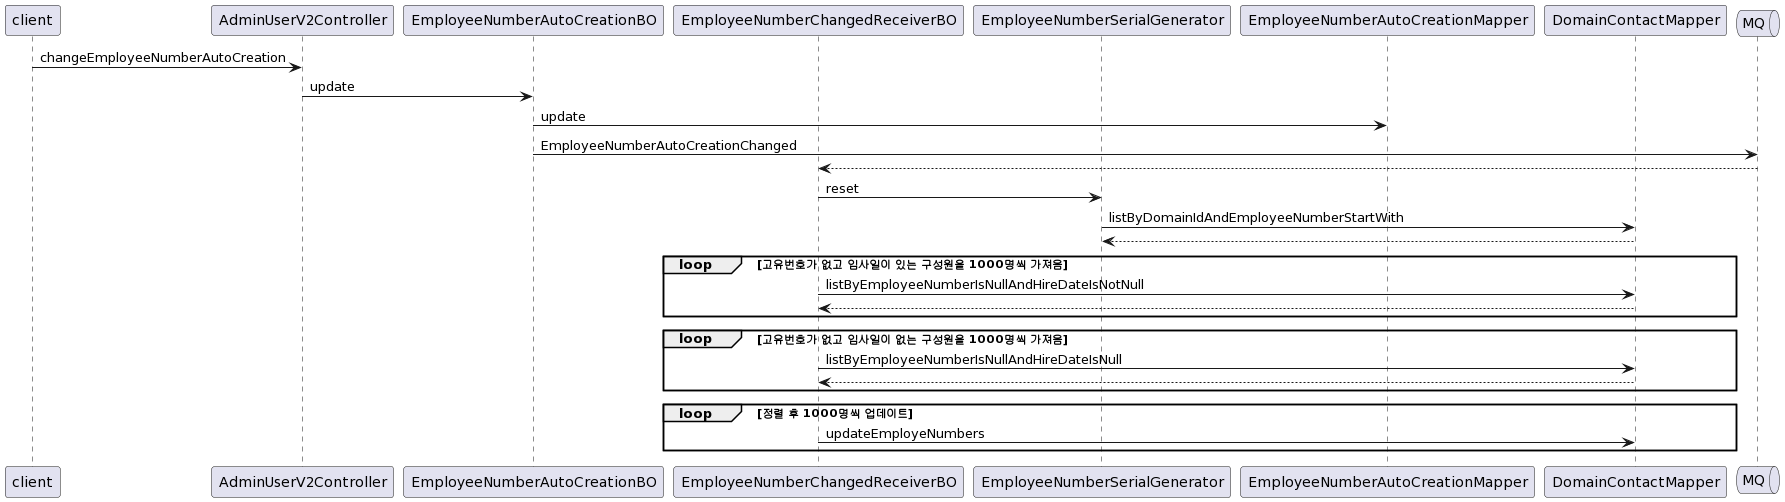 client AdminUserV2Controller EmployeeNumberAutoCreationBO EmployeeNumberChangedReceiverBO EmployeeNumberSerialGenerator EmployeeNumberAutoCreationMapper DomainContactMapper MQ
changeEmployeeNumberAutoCreation
update
update
EmployeeNumberAutoCreationChanged
reset
listByDomainIdAndEmployeeNumberStartWith
loop [고유번호가 없고 입사일이 있는 구성원을 1000명씩 가져옴]
listByEmployeeNumberIsNullAndHireDateIsNotNull
loop [고유번호가 없고 입사일이 없는 구성원을 1000명씩 가져옴]
listByEmployeeNumberIsNullAndHireDateIsNull
loop [정렬 후 1000명씩 업데이트]
updateEmployeNumbers
client AdminUserV2Controller EmployeeNumberAutoCreationBO EmployeeNumberChangedReceiverBO EmployeeNumberSerialGenerator EmployeeNumberAutoCreationMapper DomainContactMapper MQ